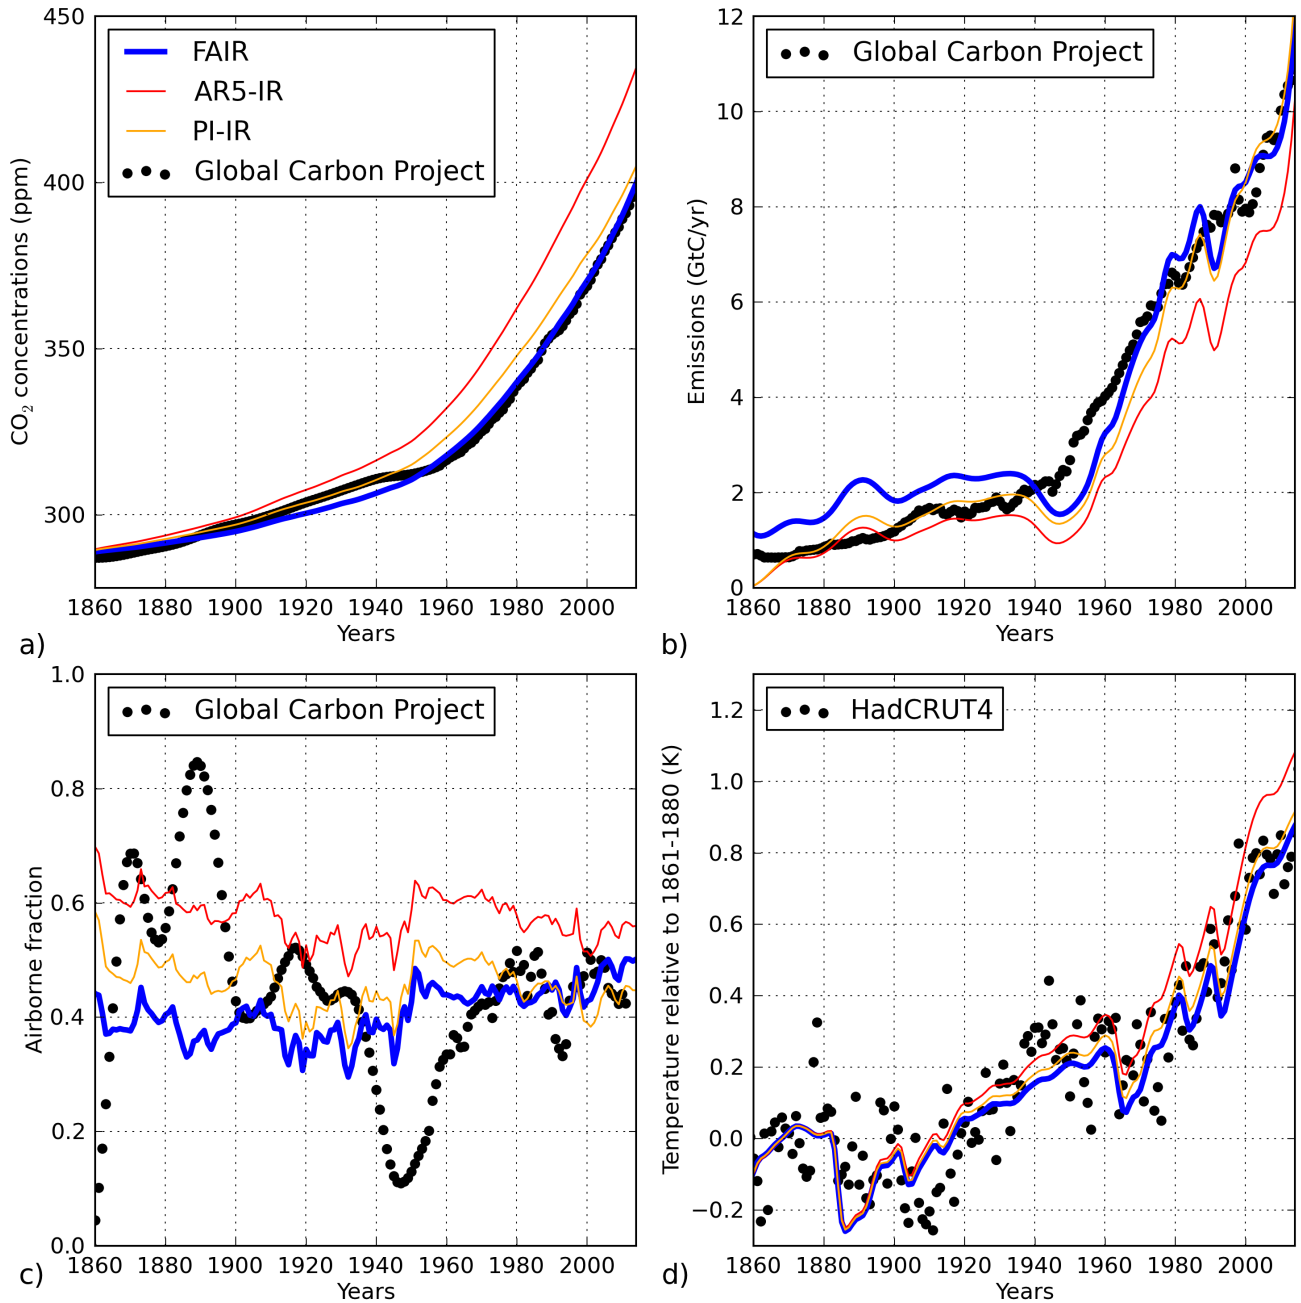 450
400
350
300
CO2 concentrations (ppm)
FAIR
AR5-IR
PI-IR
Global Carbon Project
1860 1880 1900 1920 1940 1960 1980 2000
Years
a)
12
10
8
6
4
2
0
Emissions (GtC/yr)
Global Carbon Project
1860 1880 1900 1920 1940 1960 1980 2000
Years
b)
1.0
0.8
0.6
0.4
0.2
0.0
Airborne fraction
Global Carbon Project
1860 1880 1900 1920 1940 1960 1980 2000
Years
c)
1.2
1.0
0.8
0.6
0.4
0.2
0.0
−0.2
Temperature relative to 1861-1880 (K)
HadCRUT4
1860 1880 1900 1920 1940 1960 1980 2000
Years
d)